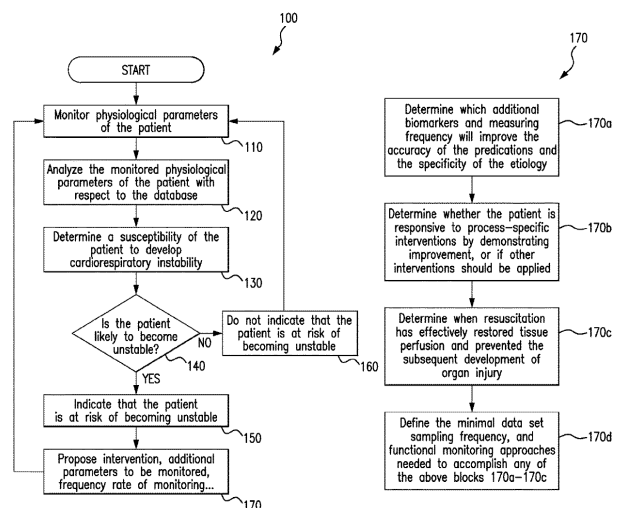 100
START
Monitor physiological parameters
of the patient
110
Analyze the monitored physiological
parameters of the patient with
respect to the database
120
Determine a susceptibility of the
patient to develop
cardiorespiratory instability
130
Is the patient
likely to become
unstable?
140
NO
YES
Do not indicate that the
patient is at risk of
becoming unstable
160
Indicate that the patient
is at risk of becoming unstable
150
Propose intervention, additional
parameters to be monitored,
frequency rate of monitoring...
170
170
Determine which additional
biomarkers and measuring
frequency will improve the
accuracy of the predications and
the specificity of the etiology
170a
Determine whether the patient is
responsive to process-specific
interventions by demonstrating
improvement, or if other
interventions should be applied
170b
Determine when resuscitation
has effectively restored tissue
perfusion and prevented the
subsequent development of
organ injury
170c
Define the minimal data set
sampling frequency, and
functional monitoring approaches
needed to accomplish any of
the above blocks 170a-170c
170d